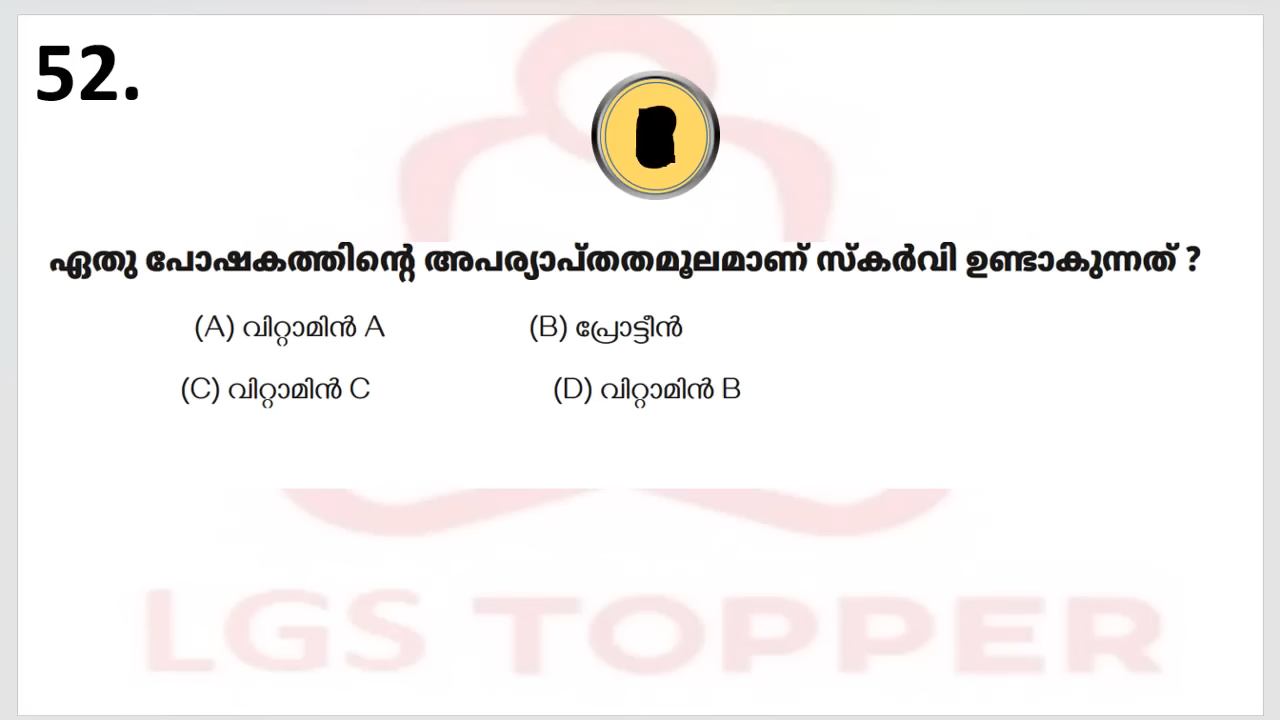 52.
ഏതു പോഷകത്തിന്റെ അപര്യാപ്തതമൂലമാണ് സ്കർവി ഉണ്ടാകുന്നത് ?
(A) വിറ്റാമിൻ A (B) പ്രോട്ടീൻ
(C) വിറ്റാമിൻ C (D) വിറ്റാമിൻ B
LGS TOPPER